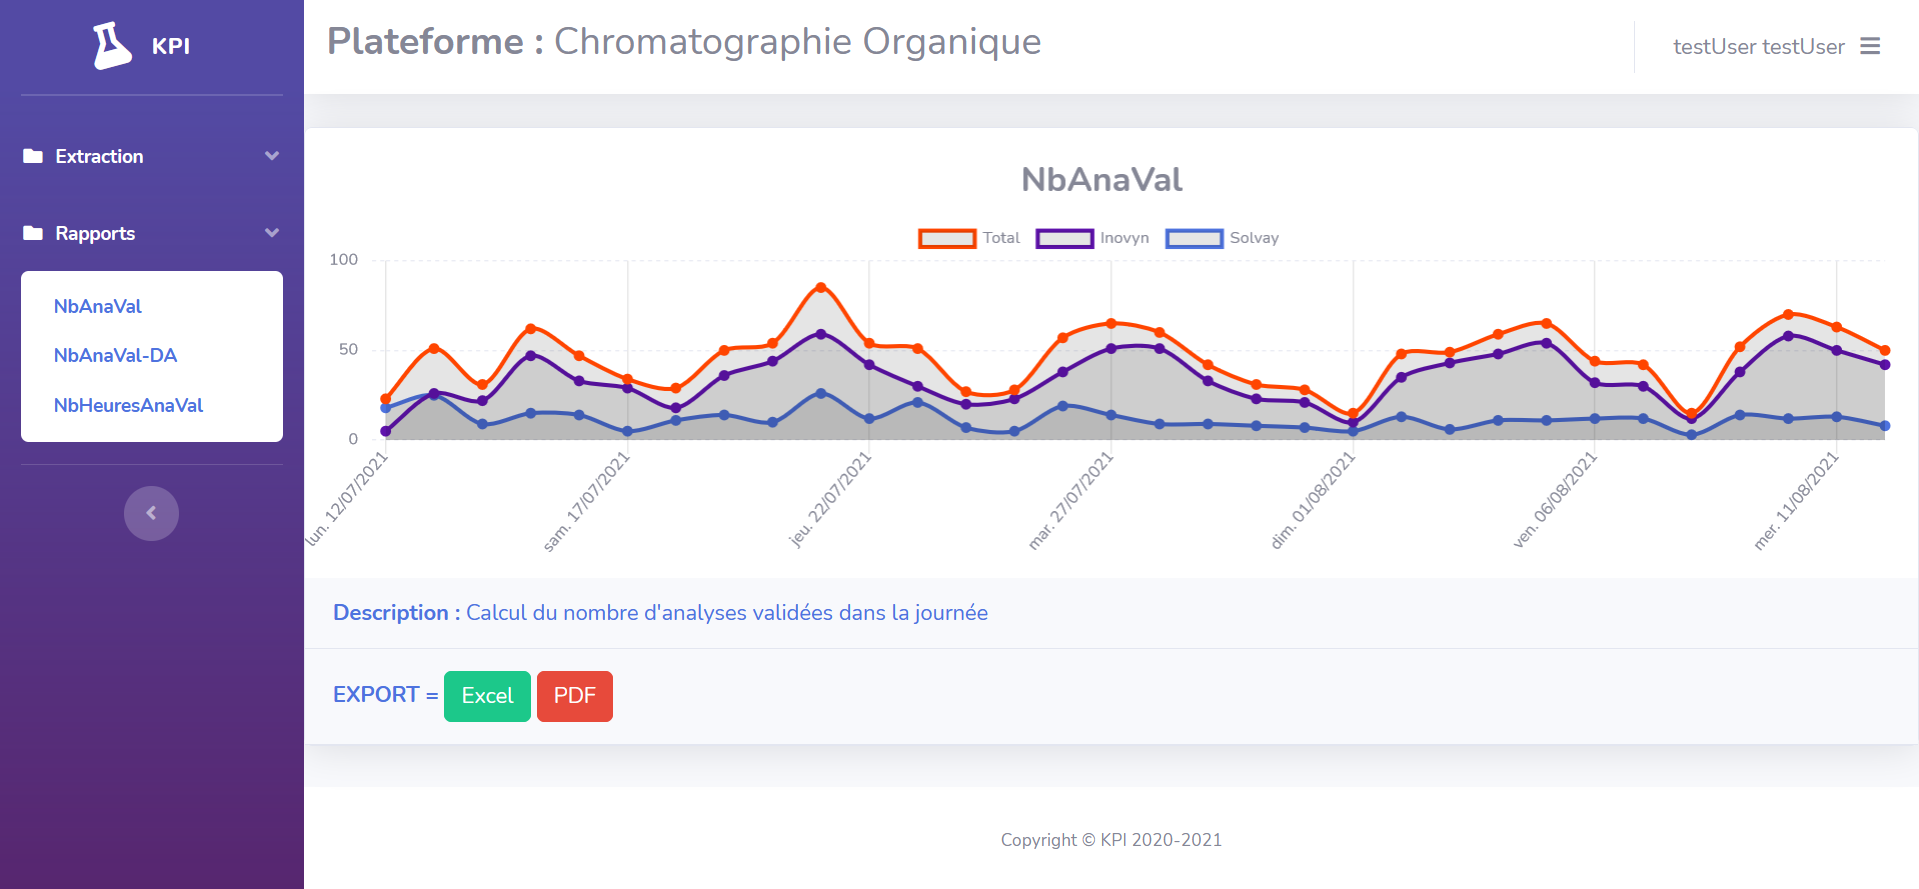 KPI
Plateforme : Chromatographie Organique
testUser testUser
Extraction
Rapports
NbAnaVal
NbAnaVal-DA
NbHeuresAnaVal
NbAnaVal
Total Inovyn Solvay
100
50
0
lun. 12/07/2021
sam. 17/07/2021
jeu. 22/07/2021
mar. 27/07/2021
dim. 01/08/2021
ven. 06/08/2021
mer. 11/08/2021
Description : Calcul du nombre d'analyses validées dans la journée
EXPORT = Excel PDF
Copyright © KPI 2020-2021